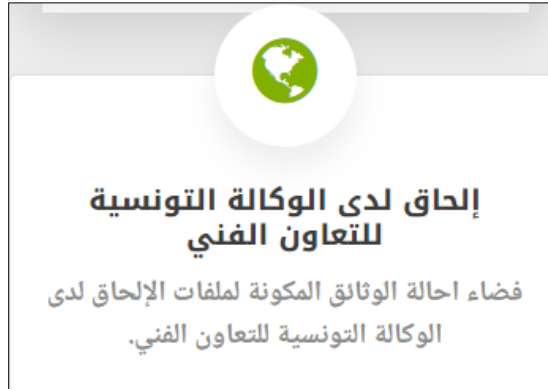 إلحاق لدى الوكالة التونسية
للتعاون الفني
فضاء احالة الوثائق المكونة لملفات الإلحاق لدى
الوكالة التونسية للتعاون الفني.